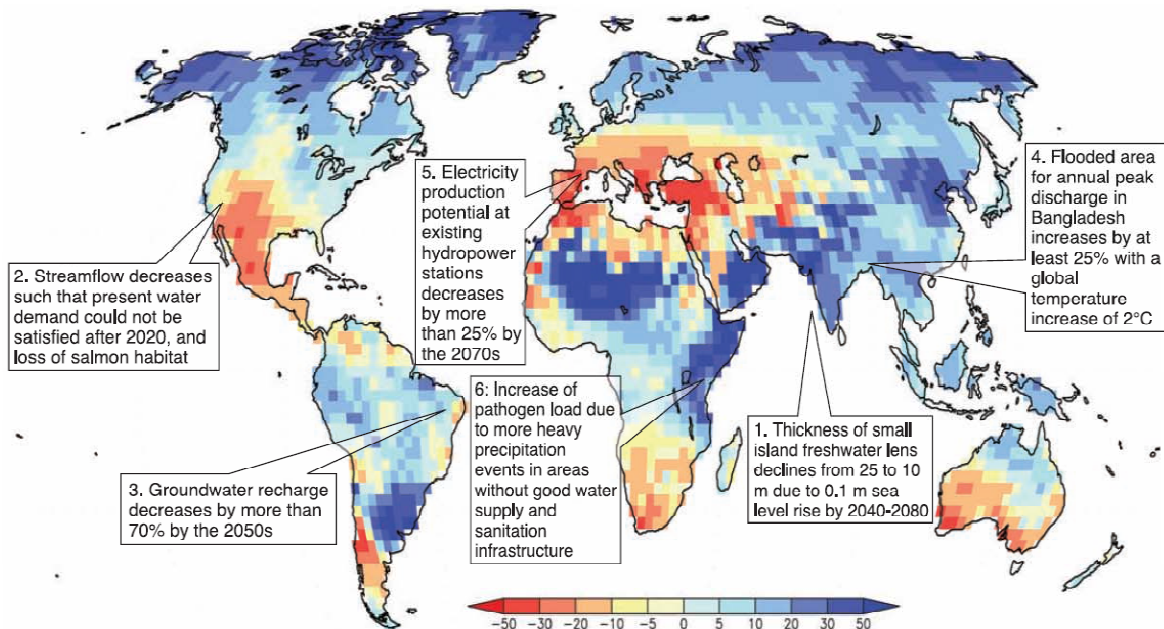 5. Electricity
production
potential at
existing
hydropower
stations
decreases
by more
than 25% by
the 2070s
4. Flooded area
for annual peak
discharge in
Bangladesh
increases by at
least 25% with a
global
temperature
increase of 2°C
2. Streamflow decreases
such that present water
demand could not be
satisfied after 2020, and
loss of salmon habitat
6: Increase of
pathogen load due
to more heavy
precipitation
events in areas
without good water
supply and
sanitation
infrastructure
1. Thickness of small
island freshwater lens
declines from 25 to 10
m due to 0.1 m sea
level rise by 2040-2080
3. Groundwater recharge
decreases by more than
70% by the 2050s
-50 -30 -20 -10 -5 0 5 10 20 30 50